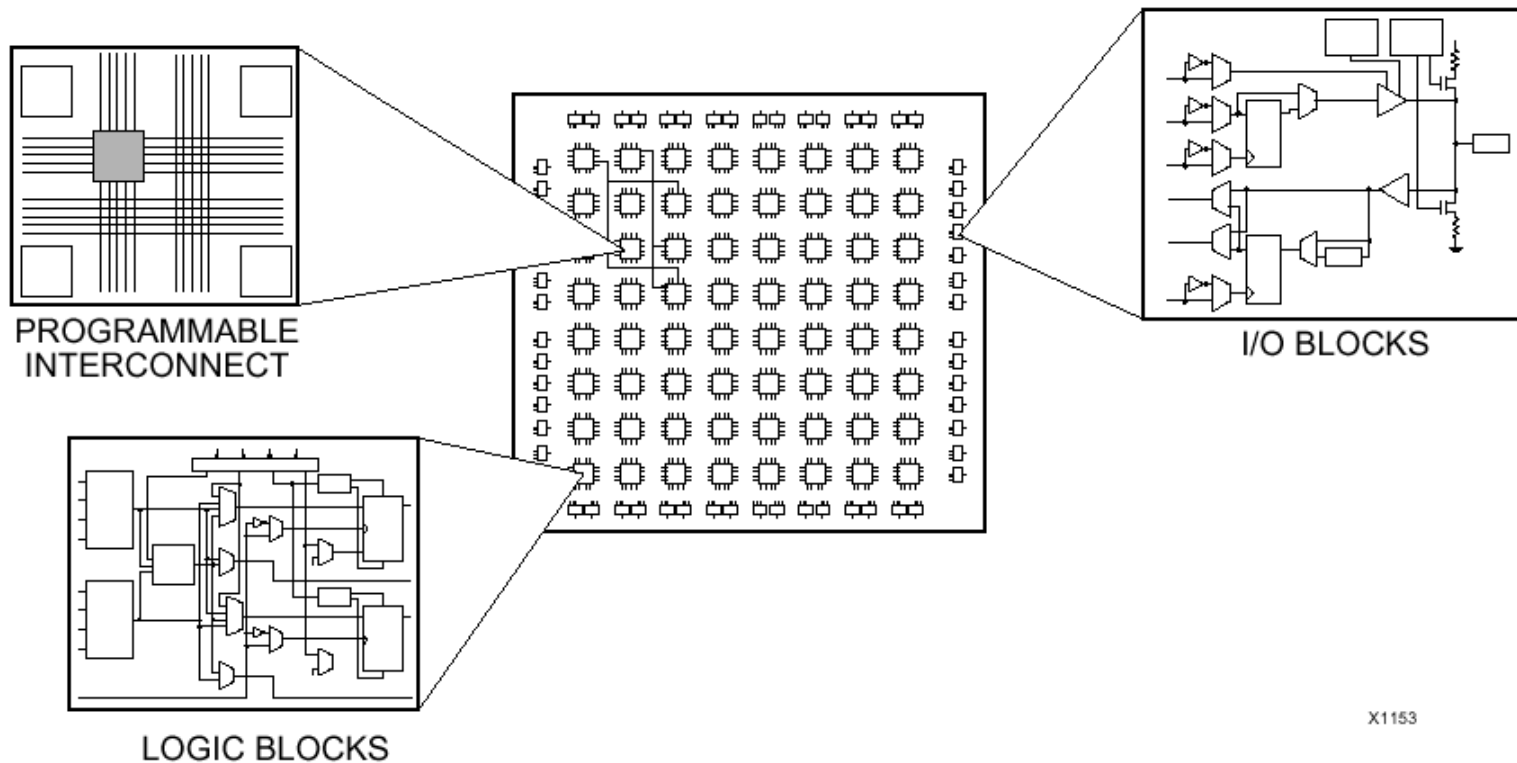 PROGRAMMABLE
INTERCONNECT
I/O BLOCKS
LOGIC BLOCKS
X1153